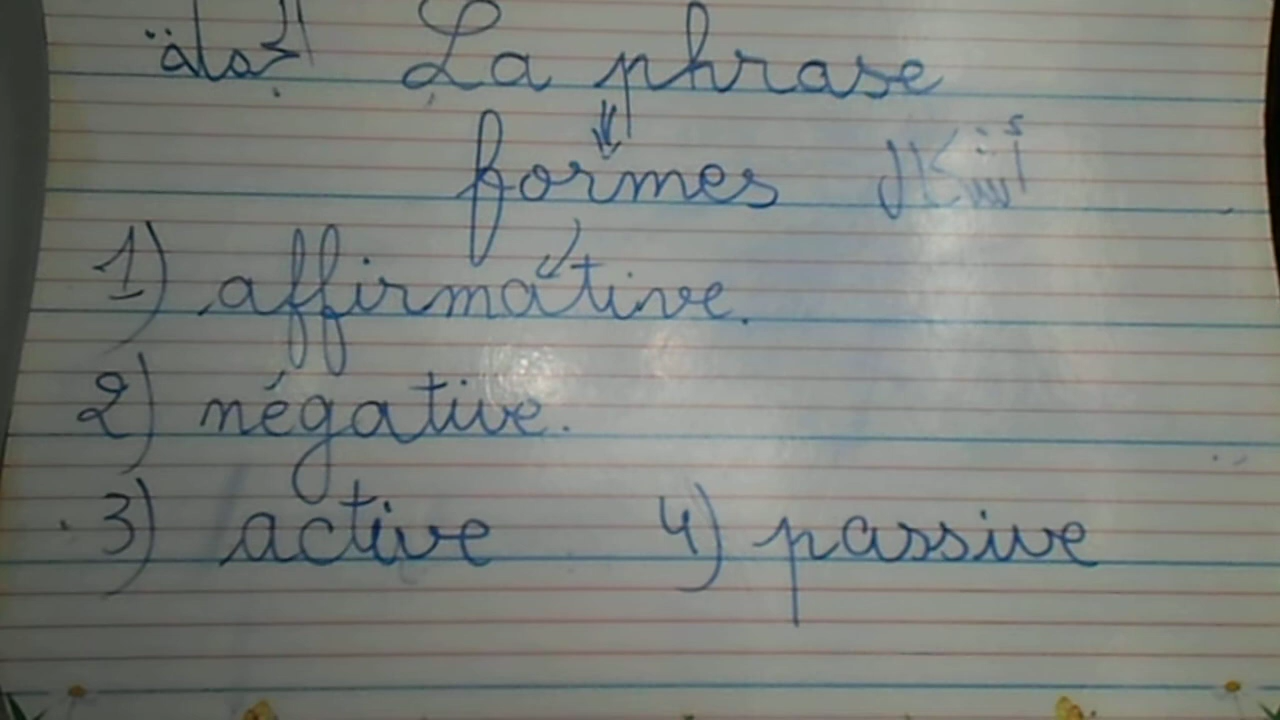 La phrase الجملة
formes أشكال
1) affirmative.
2) négative.
3) active 4) passive